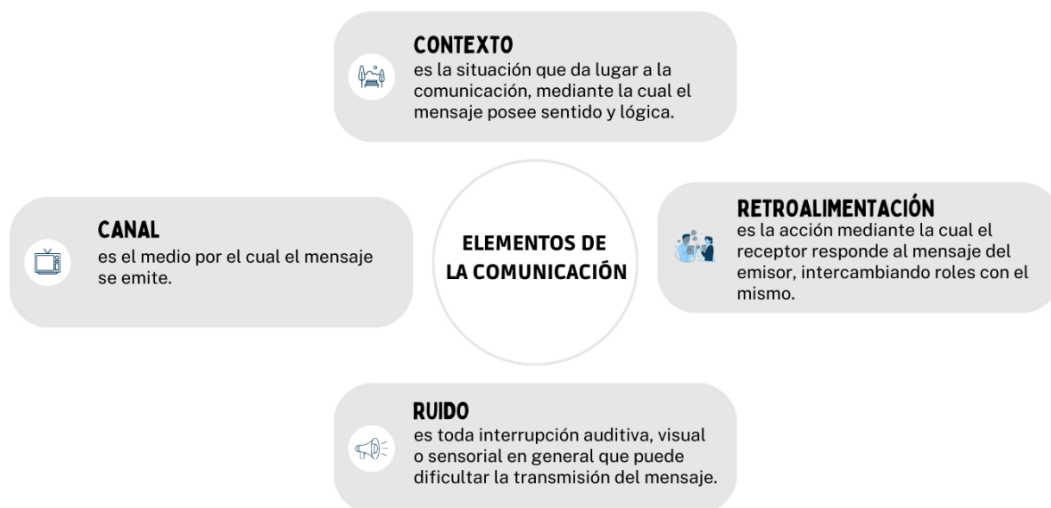 CONTEXTO
es la situación que da lugar a la
comunicación, mediante la cual el
mensaje posee sentido y lógica.
CANAL
es el medio por el cual el mensaje
se emite.
ELEMENTOS DE
LA COMUNICACIÓN
RETROALIMENTACIÓN
es la acción mediante la cual el
receptor responde al mensaje del
emisor, intercambiando roles con el
mismo.
RUIDO
es toda interrupción auditiva, visual
o sensorial en general que puede
dificultar la transmisión del mensaje.